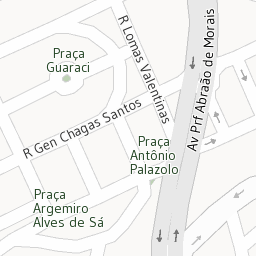 R Lomas Valentinas
Praça
Guaraci
Av Prf Abraão de Morais
R Gen Chagas Santos
Praça
Antônio
Palazolo
Praça
Argemiro
Alves de Sá